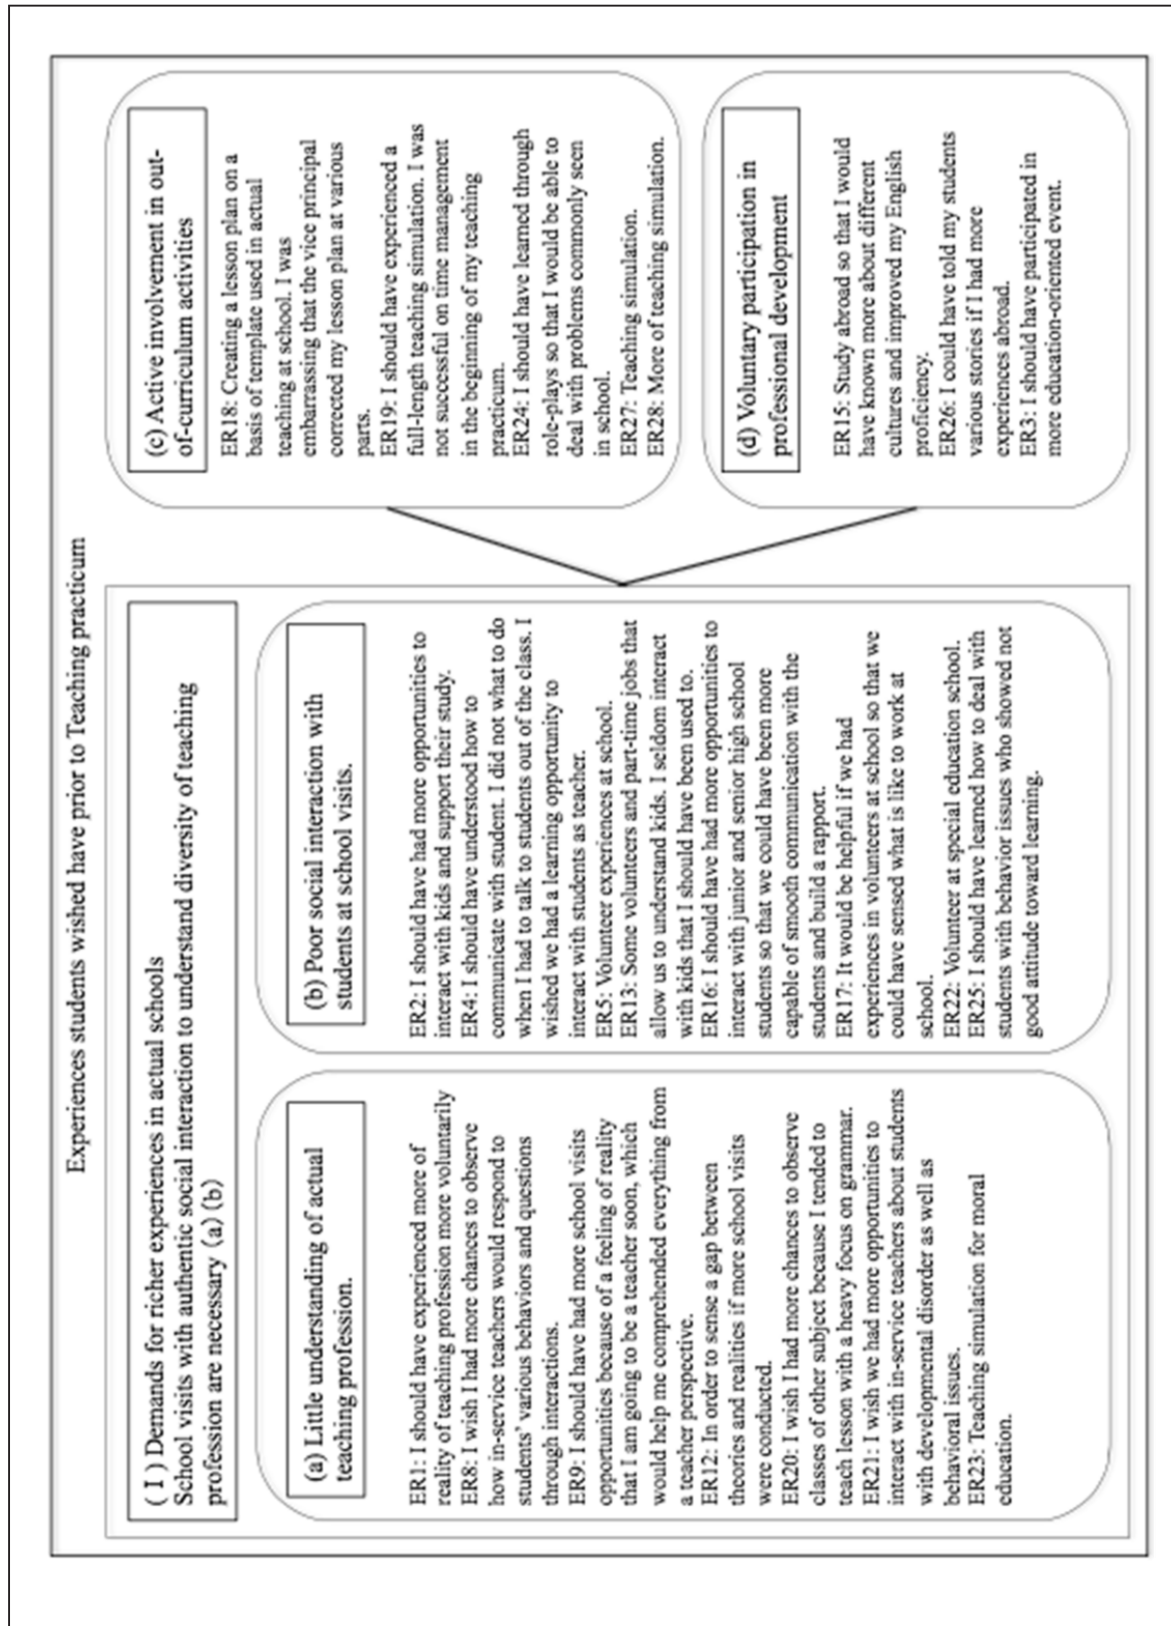 Experiences students wished have prior to Teaching practicum
( I ) Demands for richer experiences in actual schools
School visits with authentic social interaction to understand diversity of teaching
profession are necessary (a) (b)
(a) Little understanding of actual
teaching profession.
ER1: I should have experienced more of
reality of teaching profession more voluntarily
ER8: I wish I had more chances to observe
how in-service teachers would respond to
students' various behaviors and questions
through interactions.
ER9: I should have had more school visits
opportunities because of a feeling of reality
that I am going to be a teacher soon, which
would help me comprehended everything from
a teacher perspective.
ER12: In order to sense a gap between
theories and realities if more school visits
were conducted.
ER20: I wish I had more chances to observe
classes of other subject because I tended to
teach lesson with a heavy focus on grammar.
ER21: I wish we had more opportunities to
interact with in-service teachers about students
with developmental disorder as well as
behavioral issues.
ER23: Teaching simulation for moral
education.
(b) Poor social interaction with
students at school visits.
ER2: I should have had more opportunities to
interact with kids and support their study.
ER4: I should have understood how to
communicate with student. I did not what to do
when I had to talk to students out of the class. I
wished we had a learning opportunity to
interact with students as teacher.
ER5: Volunteer experiences at school.
ER13: Some volunteers and part-time jobs that
allow us to understand kids. I seldom interact
with kids that I should have been used to.
ER16: I should have had more opportunities to
interact with junior and senior high school
students so that we could have been more
capable of smooth communication with the
students and build a rapport.
ER17: It would be helpful if we had
experiences in volunteers at school so that we
could have sensed what is like to work at
school.
ER22: Volunteer at special education school.
ER25: I should have learned how to deal with
students with behavior issues who showed not
good attitude toward learning.
(c) Active involvement in out-
of-curriculum activities
ER18: Creating a lesson plan on a
basis of template used in actual
teaching at school. I was
embarrassing that the vice principal
corrected my lesson plan at various
parts.
ER19: I should have experienced a
full-length teaching simulation. I was
not successful on time management
in the beginning of my teaching
practicum.
ER24: I should have learned through
role-plays so that I would be able to
deal with problems commonly seen
in school.
ER27: Teaching simulation.
ER28: More of teaching simulation.
(d) Voluntary participation in
professional development
ER15: Study abroad so that I would
have known more about different
cultures and improved my English
proficiency.
ER26: I could have told my students
various stories if I had more
experiences abroad.
ER3: I should have participated in
more education-oriented event.